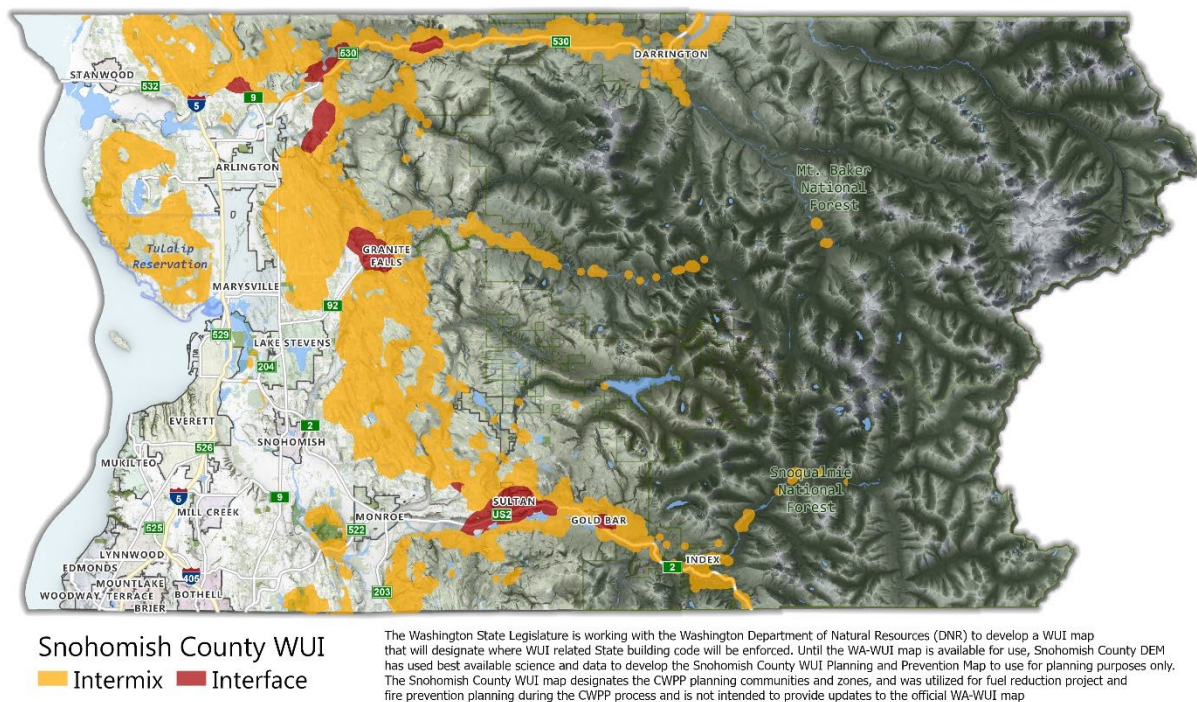 530
530
DARRINGTON
STANWOOD
532
5
9
Mt. Baker
National
Forest
ARLINGTON
Tulalip
Reservation
GRANITE
FALLS
MARYSVILLE
92
529
LAKE STEVENS
204
EVERETT
2
SNOHOMISH
526
MUKILTEO
Snoqualmie
National
Forest
5
9
SULTAN
US2
MILL CREEK
MONROE
GOLD BAR
525
522
LYNNWOOD
INDEX
EDMONDS
2
405
MOUNTLAKE
TERRACE
WOODWAY
BOTHELL
203
BRIER
Snohomish County WUI
Intermix Interface
The Washington State Legislature is working with the Washington Department of Natural Resources (DNR) to develop a WUI map
that will designate where WUI related State building code will be enforced. Until the WA-WUI map is available for use, Snohomish County DEM
has used best available science and data to develop the Snohomish County WUI Planning and Prevention Map to use for planning purposes only.
The Snohomish County WUI map designates the CWPP planning communities and zones, and was utilized for fuel reduction project and
fire prevention planning during the CWPP process and is not intended to provide updates to the official WA-WUI map